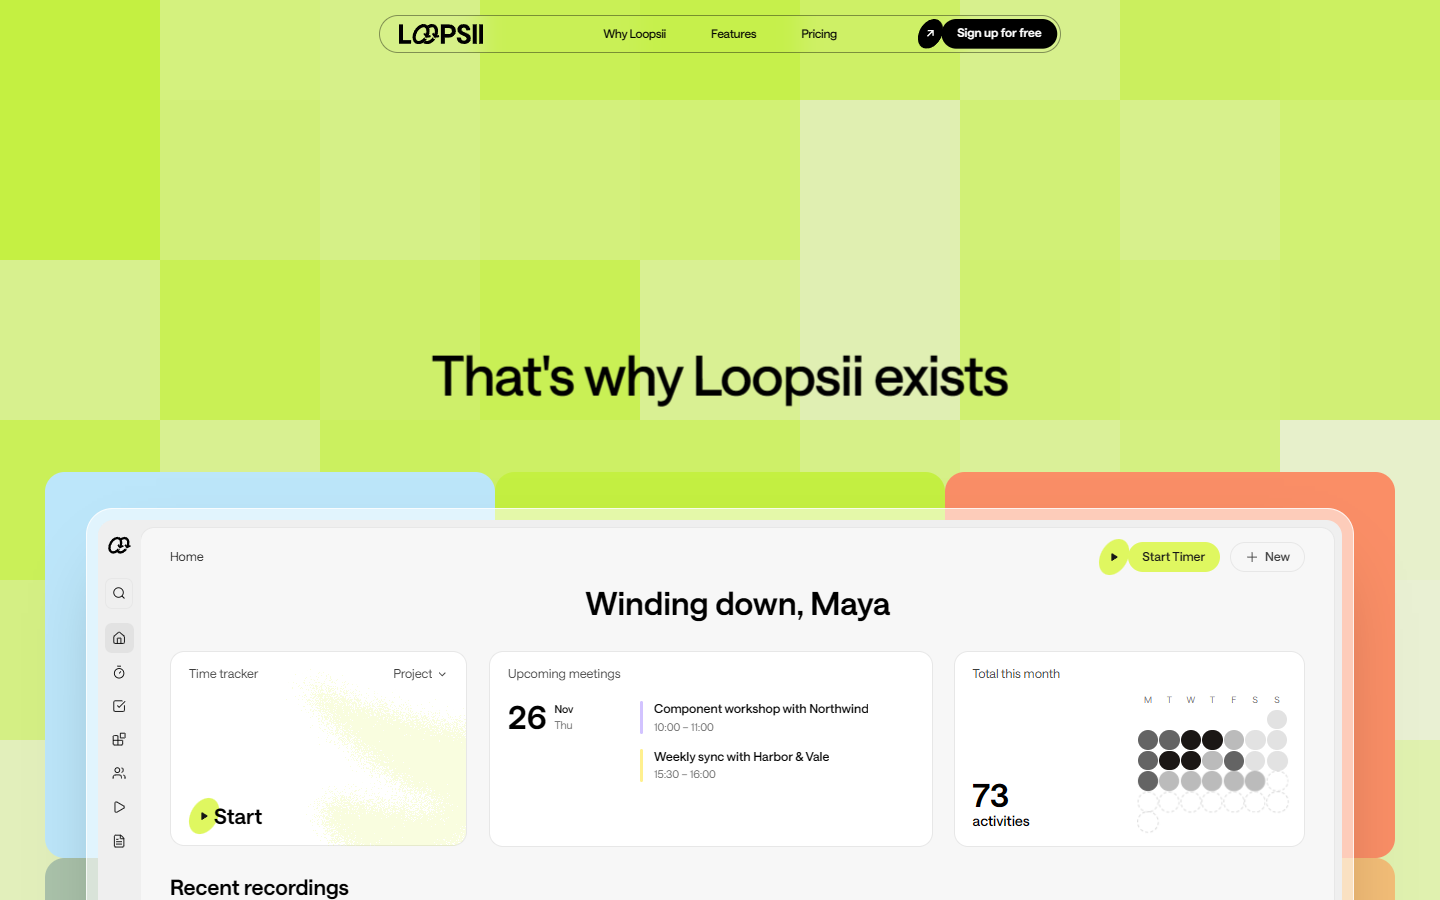 LOOPSII
Why Loopsii
Features
Pricing
Sign up for free
That's why Loopsii exists
Home
Start Timer
New
Winding down, Maya
Time tracker
Project
Start
Upcoming meetings
26
Nov
Thu
Component workshop with Northwind
10:00 – 11:00
Weekly sync with Harbor & Vale
15:30 – 16:00
Total this month
M T W T F S S
73
activities
Recent recordings